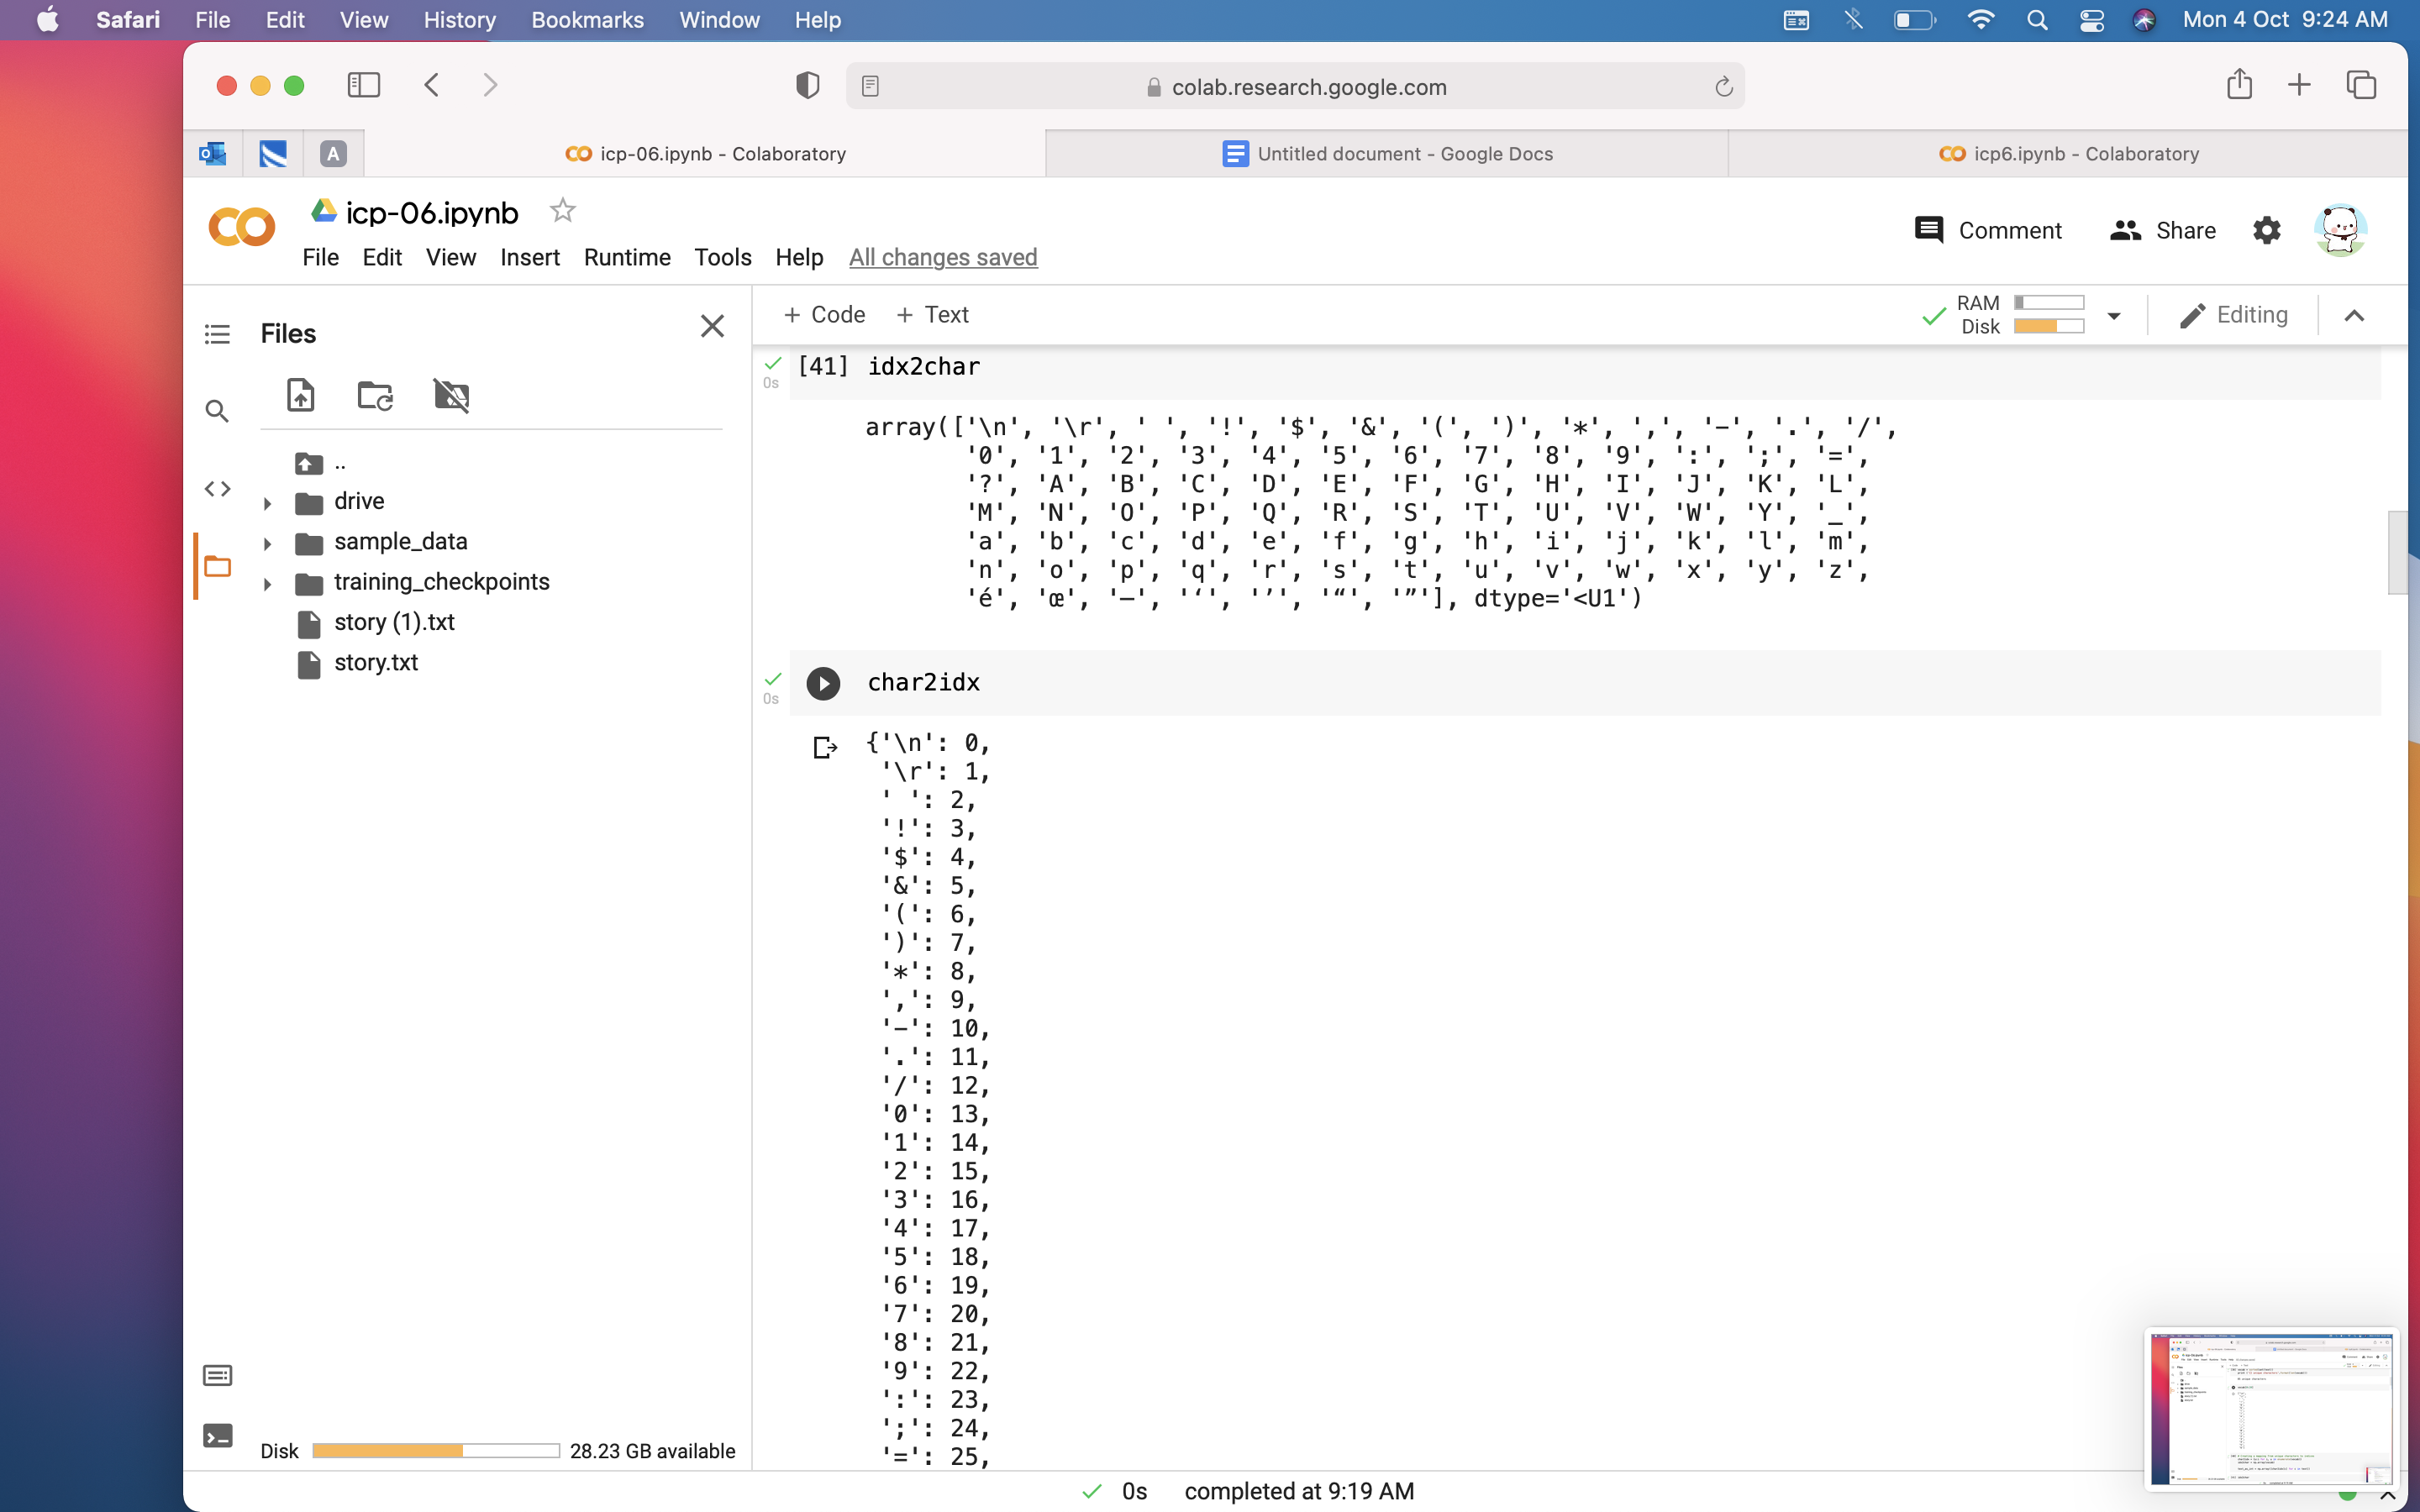 Safari File Edit View History Bookmarks Window Help Mon 4 Oct 9:24 AM
colab.research.google.com
A icp-06.ipynb - Colaboratory Untitled document - Google Docs icp6.ipynb - Colaboratory
icp-06.ipynb
Comment Share
File Edit View Insert Runtime Tools Help All changes saved
Files
+ Code + Text
RAM
Disk
Editing
..
drive
sample_data
training_checkpoints
story (1).txt
story.txt
Disk 28.23 GB available
0s [41] idx2char
array(['\n', '\r', ' ', '!', '$', '&', '(', ')', '*', ',', '-', '.', '/',
'0', '1', '2', '3', '4', '5', '6', '7', '8', '9', ':', ';', '=',
'?', 'A', 'B', 'C', 'D', 'E', 'F', 'G', 'H', 'I', 'J', 'K', 'L',
'M', 'N', 'O', 'P', 'Q', 'R', 'S', 'T', 'U', 'V', 'W', 'Y', '_',
'a', 'b', 'c', 'd', 'e', 'f', 'g', 'h', 'i', 'j', 'k', 'l', 'm',
'n', 'o', 'p', 'q', 'r', 's', 't', 'u', 'v', 'w', 'x', 'y', 'z',
'é', 'œ', '—', '‘', '’', '“', '”'], dtype='<U1')
0s char2idx
{'\n': 0,
'\r': 1,
' ': 2,
'!': 3,
'$': 4,
'&': 5,
'(': 6,
')': 7,
'*': 8,
',': 9,
'-': 10,
'.': 11,
'/': 12,
'0': 13,
'1': 14,
'2': 15,
'3': 16,
'4': 17,
'5': 18,
'6': 19,
'7': 20,
'8': 21,
'9': 22,
':': 23,
';': 24,
'=': 25,
0s completed at 9:19 AM